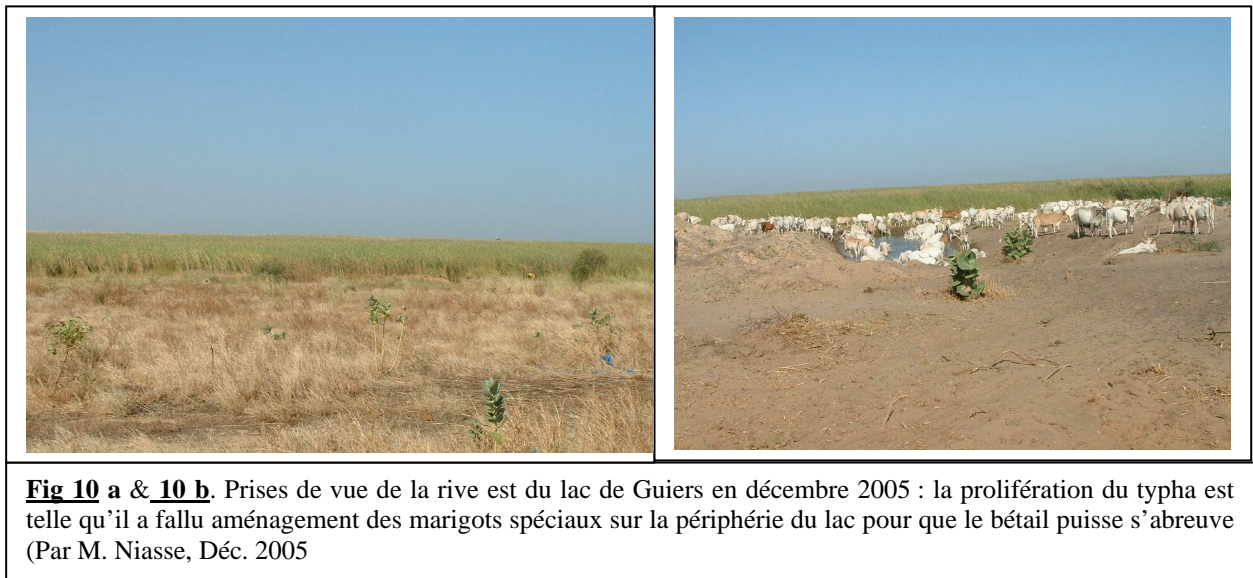 Fig 10 a & 10 b. Prises de vue de la rive est du lac de Guiers en décembre 2005 : la prolifération du typha est
telle qu'il a fallu aménagement des marigots spéciaux sur la périphérie du lac pour que le bétail puisse s'abreuve
(Par M. Niasse, Déc. 2005